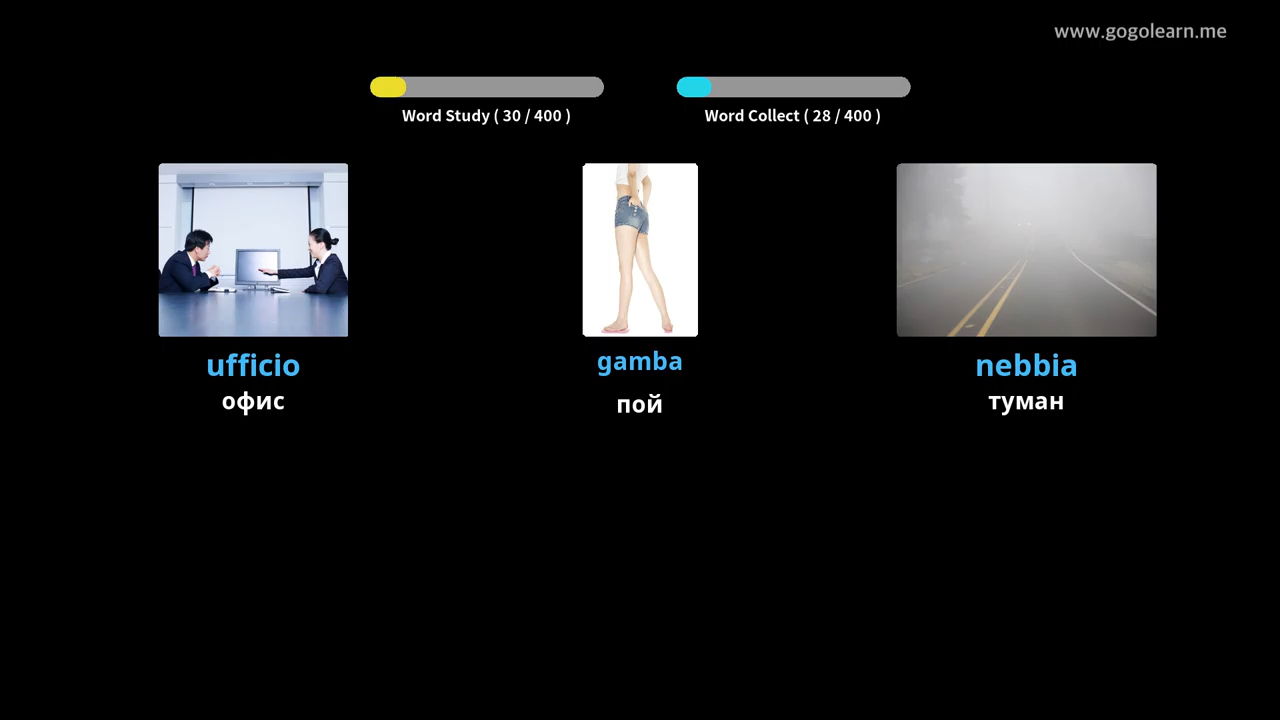 www.gogolearn.me
Word Study ( 30 / 400 )
Word Collect ( 28 / 400 )
ufficio
офис
gamba
пой
nebbia
туман